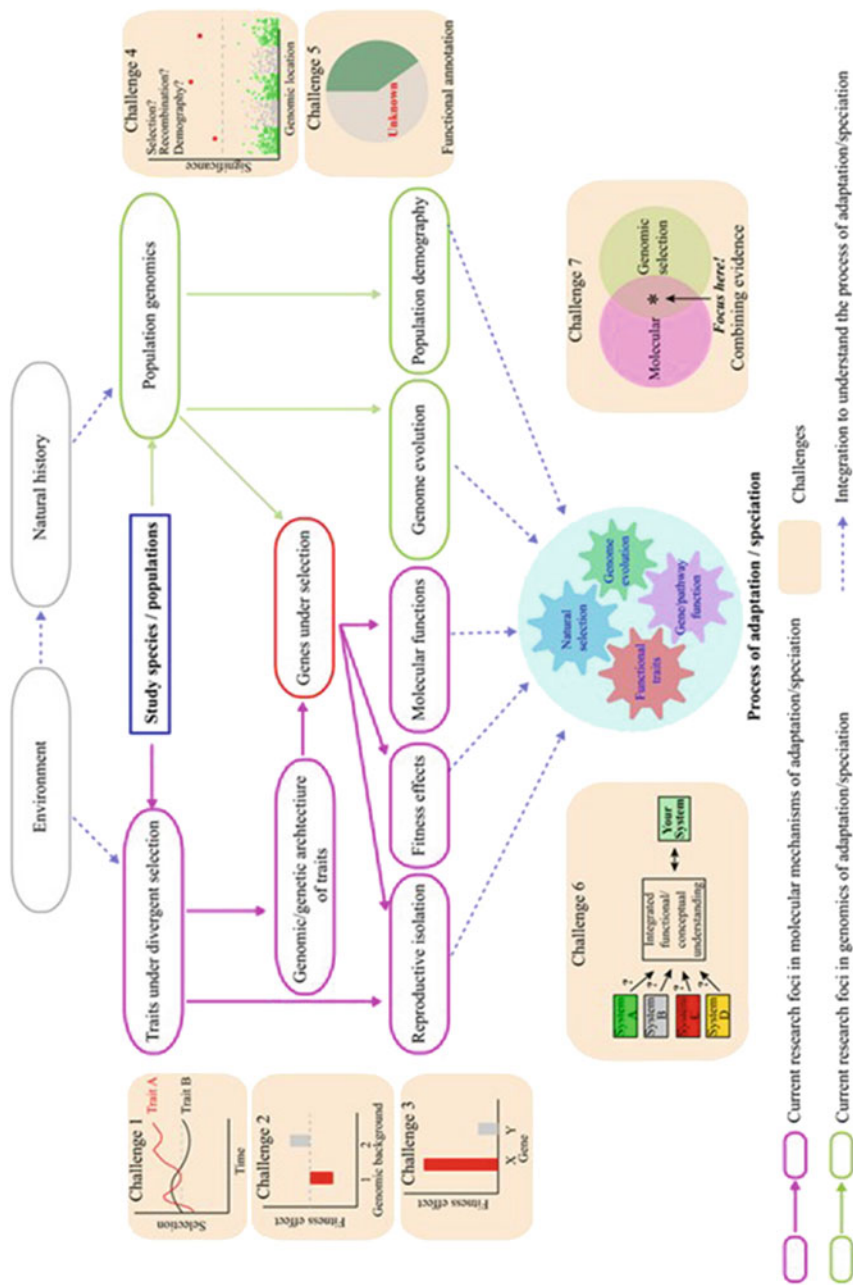 Environment
Natural history
Study species / populations
Traits under divergent selection
Population genomics
Genomic/genetic archtectiure
of traits
Genes under selection
Reproductive isolation
Fitness effects
Molecular functions
Genome evolution
Population demography
Natural
selection
Genome
evolution
Functional
traits
Gene/pathway
function
Process of adaptation / speciation
Challenge 1
Trait A
Trait B
Selection
Time
Challenge 2
Fitness effect
1 2
Genomic background
Challenge 3
Fitness effect
X Y
Gene
Challenge 4
Selection?
Recombination?
Demography?
Significance
Genomic location
Challenge 5
Unknown
Functional annotation
Challenge 6
System
A
System
B
System
C
System
D
?
?
?
?
Integrated
functional/
conceptual
understanding
Your
System
Challenge 7
Molecular
Genomic
selection
*
Focus here!
Combining evidence
Current research foci in molecular mechanisms of adaptation/speciation
Challenges
Current research foci in genomics of adaptation/speciation
Integration to understand the process of adaptation/speciation